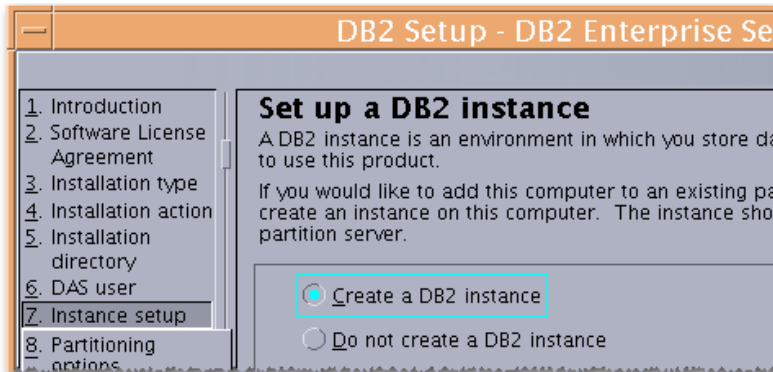 DB2 Setup - DB2 Enterprise Se
1. Introduction
2. Software License
Agreement
3. Installation type
4. Installation action
5. Installation
directory
6. DAS user
7. Instance setup
8. Partitioning
options
Set up a DB2 instance
A DB2 instance is an environment in which you store da
to use this product.
If you would like to add this computer to an existing pa
create an instance on this computer. The instance sho
partition server.
Create a DB2 instance
Do not create a DB2 instance